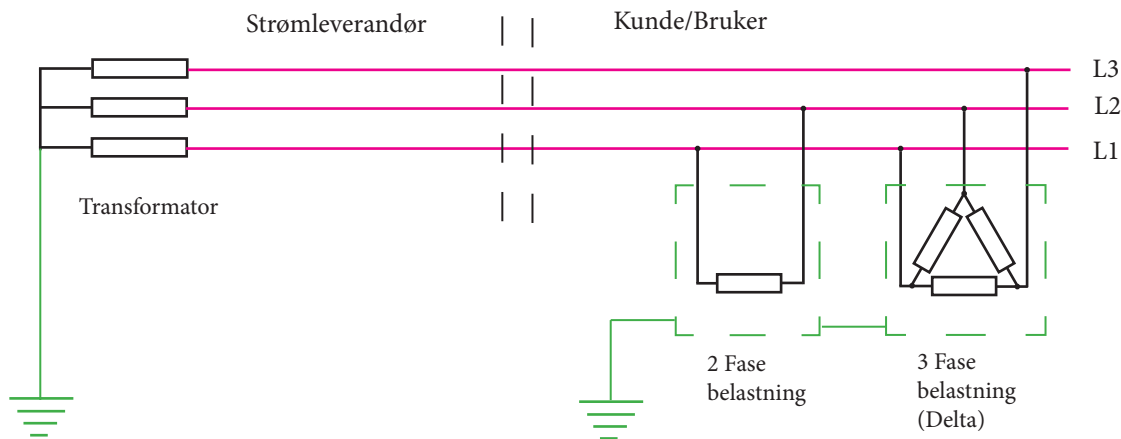 Strømleverandør
Kunde/Bruker
L3
L2
L1
Transformator
2 Fase
belastning
3 Fase
belastning
(Delta)